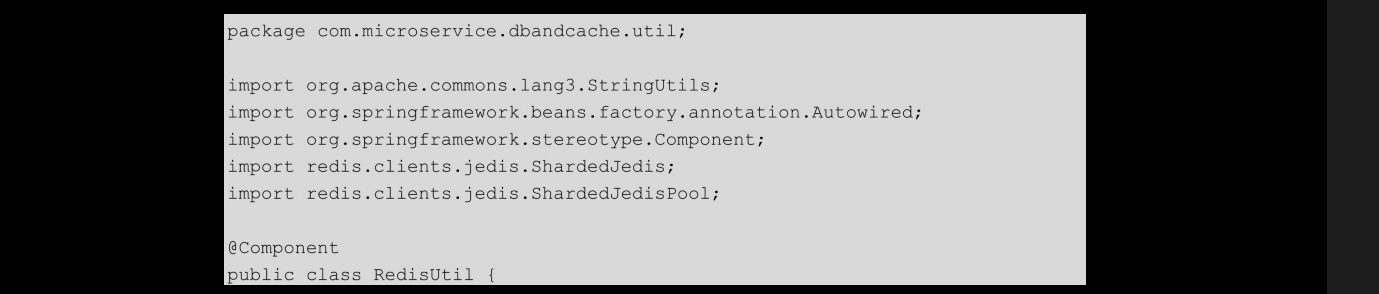 package com.microservice.dbandcache.util;
import org.apache.commons.lang3.StringUtils;
import org.springframework.beans.factory.annotation.Autowired;
import org.springframework.stereotype.Component;
import redis.clients.jedis.ShardedJedis;
import redis.clients.jedis.ShardedJedisPool;
@Component
public class RedisUtil {